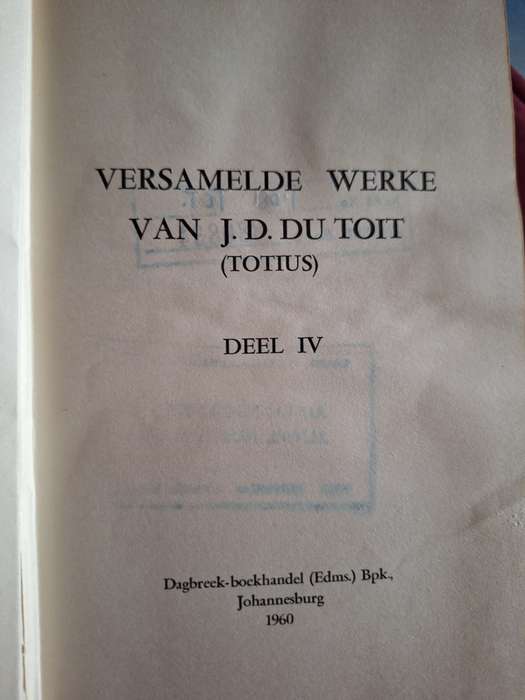 VERSAMELDE WERKE
VAN J. D. DU TOIT
(TOTIUS)
DEEL IV
Dagbreek-boekhandel (Edms.) Bpk.,
Johannesburg
1960